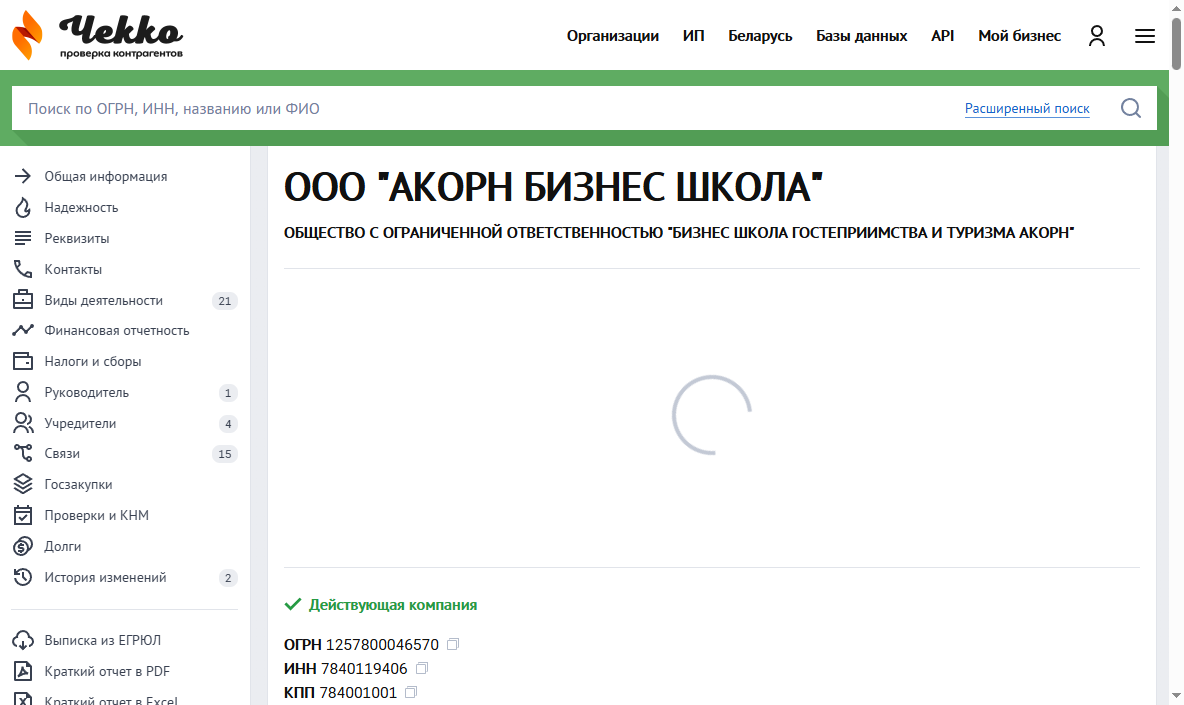 Чекко
проверка контрагентов
Организации ИП Беларусь Базы данных API Мой бизнес
Поиск по ОГРН, ИНН, названию или ФИО Расширенный поиск
Общая информация
Надежность
Реквизиты
Контакты
Виды деятельности 21
Финансовая отчетность
Налоги и сборы
Руководитель 1
Учредители 4
Связи 15
Госзакупки
Проверки и КНМ
Долги
История изменений 2
Выписка из ЕГРЮЛ
Краткий отчет в PDF
Краткий отчет в Excel
ООО "АКОРН БИЗНЕС ШКОЛА"
ОБЩЕСТВО С ОГРАНИЧЕННОЙ ОТВЕТСТВЕННОСТЬЮ "БИЗНЕС ШКОЛА ГОСТЕПРИИМСТВА И ТУРИЗМА АКОРН"
Действующая компания
ОГРН 1257800046570
ИНН 7840119406
КПП 784001001